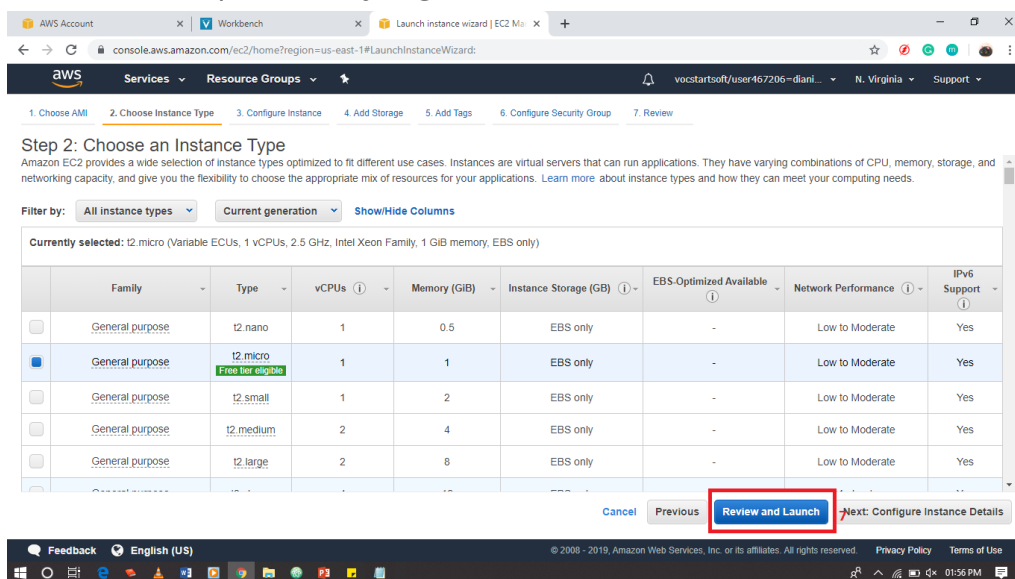 AWS Account
Workbench
Launch instance wizard | EC2 Ma
console.aws.amazon.com/ec2/home?region=us-east-1#LaunchInstanceWizard:
aws Services Resource Groups vocstartsoft/user467206=diani... N. Virginia Support
1. Choose AMI 2. Choose Instance Type 3. Configure Instance 4. Add Storage 5. Add Tags 6. Configure Security Group 7. Review
Step 2: Choose an Instance Type
Amazon EC2 provides a wide selection of instance types optimized to fit different use cases. Instances are virtual servers that can run applications. They have varying combinations of CPU, memory, storage, and
networking capacity, and give you the flexibility to choose the appropriate mix of resources for your applications. Learn more about instance types and how they can meet your computing needs.
Filter by: All instance types Current generation Show/Hide Columns
Currently selected: t2.micro (Variable ECUs, 1 vCPUs, 2.5 GHz, Intel Xeon Family, 1 GiB memory, EBS only)
Family Type vCPUs Memory (GiB) Instance Storage (GB) EBS-Optimized Available Network Performance IPv6 Support
General purpose t2.nano 1 0.5 EBS only - Low to Moderate Yes
General purpose t2.micro Free tier eligible 1 1 EBS only - Low to Moderate Yes
General purpose t2.small 1 2 EBS only - Low to Moderate Yes
General purpose t2.medium 2 4 EBS only - Low to Moderate Yes
General purpose t2.large 2 8 EBS only - Low to Moderate Yes
Cancel Previous Review and Launch 7 Next: Configure Instance Details
Feedback English (US) © 2008 - 2019, Amazon Web Services, Inc. or its affiliates. All rights reserved. Privacy Policy Terms of Use
01:56 PM